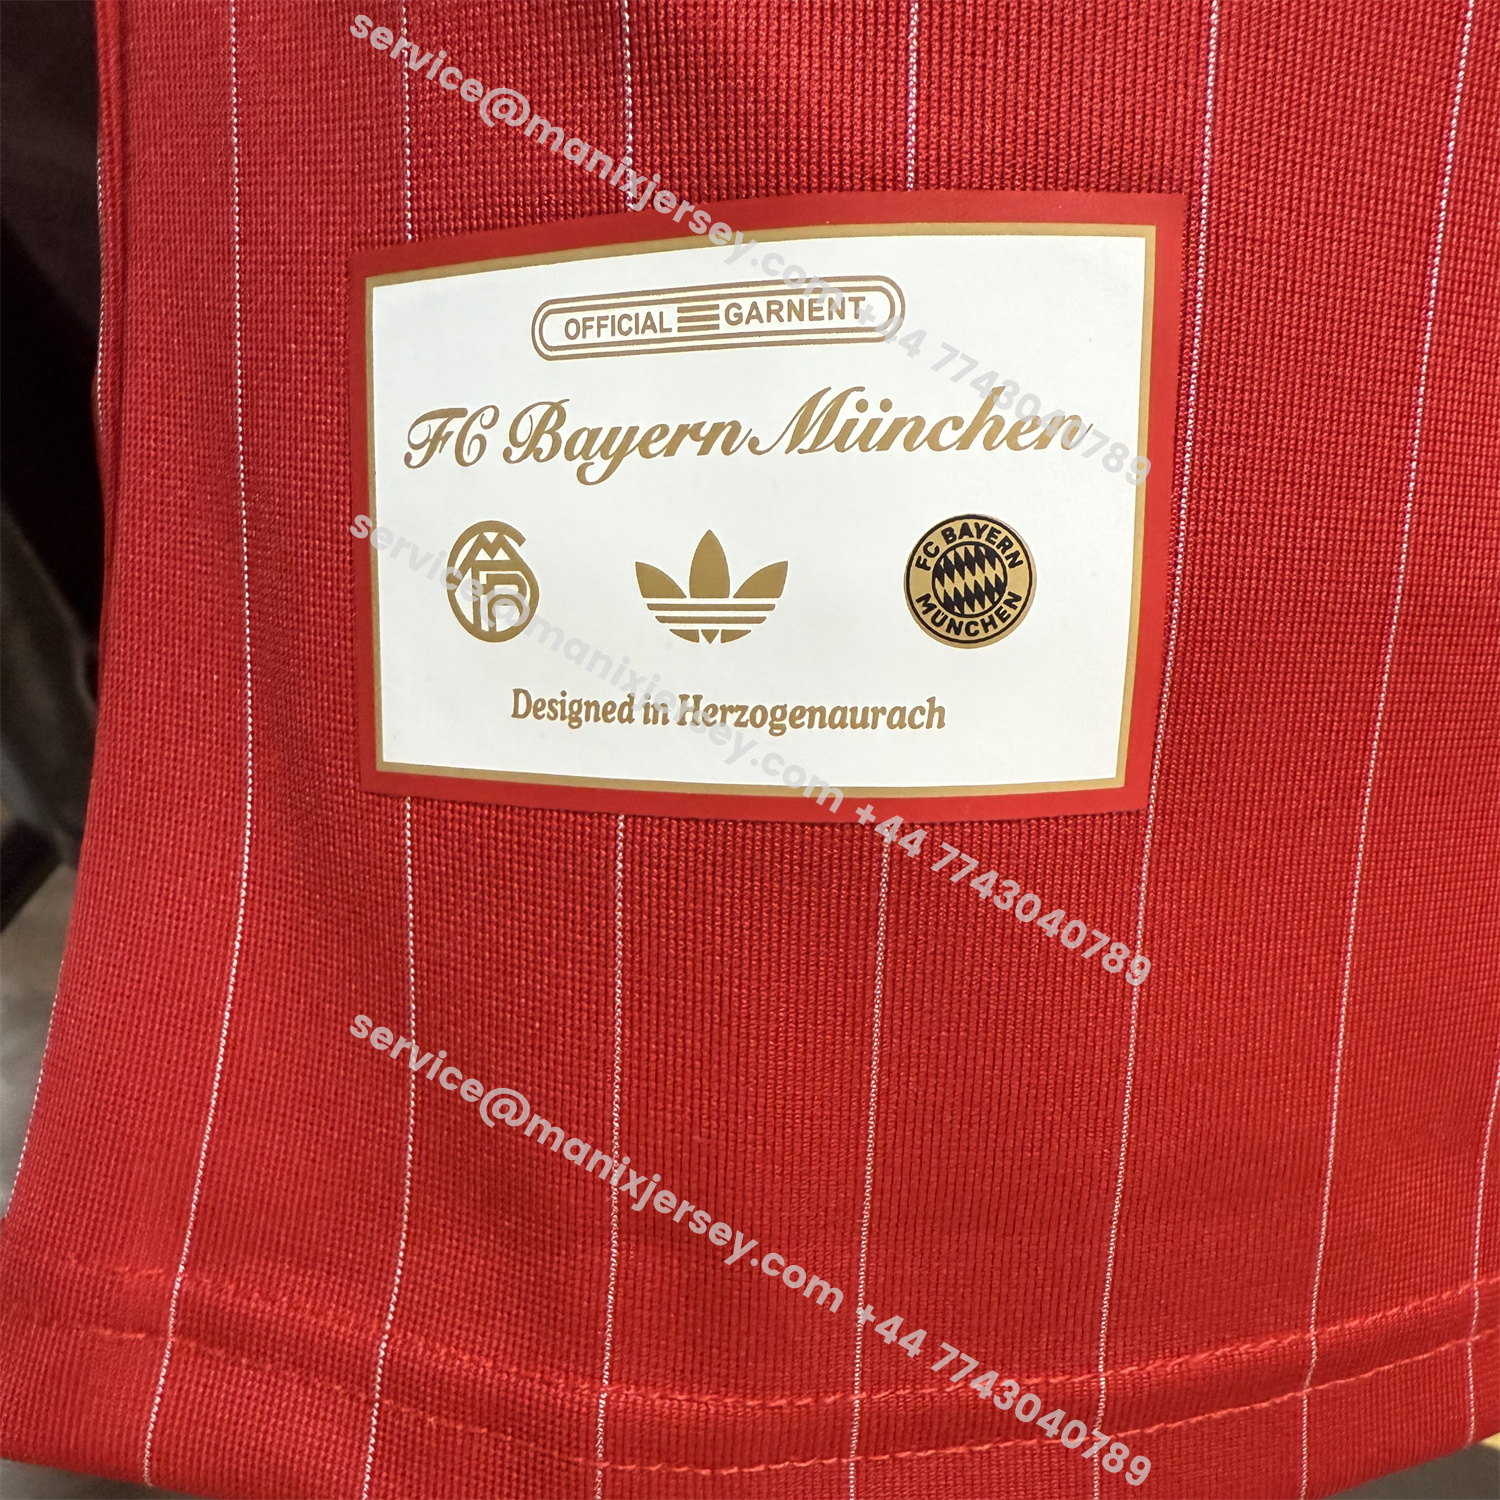 service@manixjersey.com +44 7743040789
OFFICIAL GARNENT
FC Bayern München
FC BAYERN
MÜNCHEN
Designed in Herzogenaurach
service@manixjersey.com +44 7743040789
service@manixjersey.com +44 7743040789